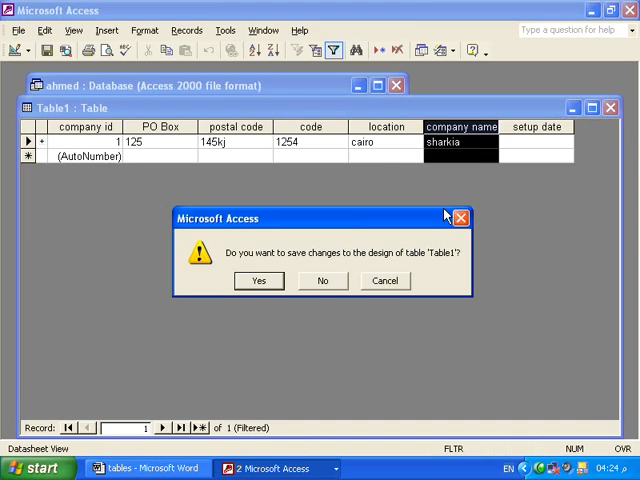 Microsoft Access
File Edit View Insert Format Records Tools Window Help
Type a question for help
ahmed : Database (Access 2000 file format)
Table1 : Table
company id PO Box postal code code location company name setup date
1 125 145kj 1254 cairo sharkia
(AutoNumber)
Microsoft Access
Do you want to save changes to the design of table 'Table1'?
Yes No Cancel
Record: 1 of 1 (Filtered)
Datasheet View FLTR NUM OVR
start tables - Microsoft Word 2 Microsoft Access EN 04:24 ق